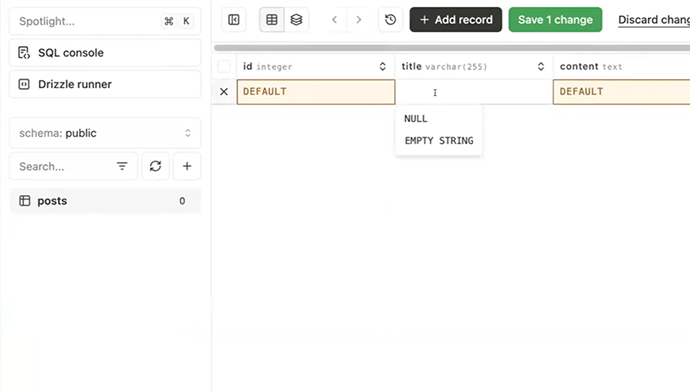 Spotlight... ⌘ K
SQL console
Drizzle runner
schema: public
Search...
posts 0
+ Add record
Save 1 change
Discard chang
id integer title varchar(255) content text
DEFAULT DEFAULT
NULL
EMPTY STRING